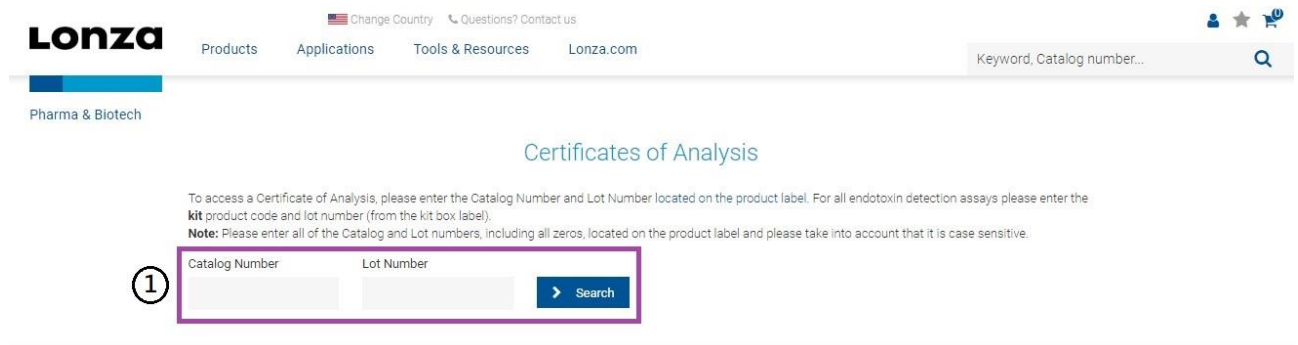 Lonza
Change Country Questions? Contact us
0
Products Applications Tools & Resources Lonza.com
Keyword, Catalog number...
Pharma & Biotech
Certificates of Analysis
To access a Certificate of Analysis, please enter the Catalog Number and Lot Number located on the product label. For all endotoxin detection assays please enter the
kit product code and lot number (from the kit box label).
Note: Please enter all of the Catalog and Lot numbers, including all zeros, located on the product label and please take into account that it is case sensitive.
Catalog Number Lot Number
1
Search